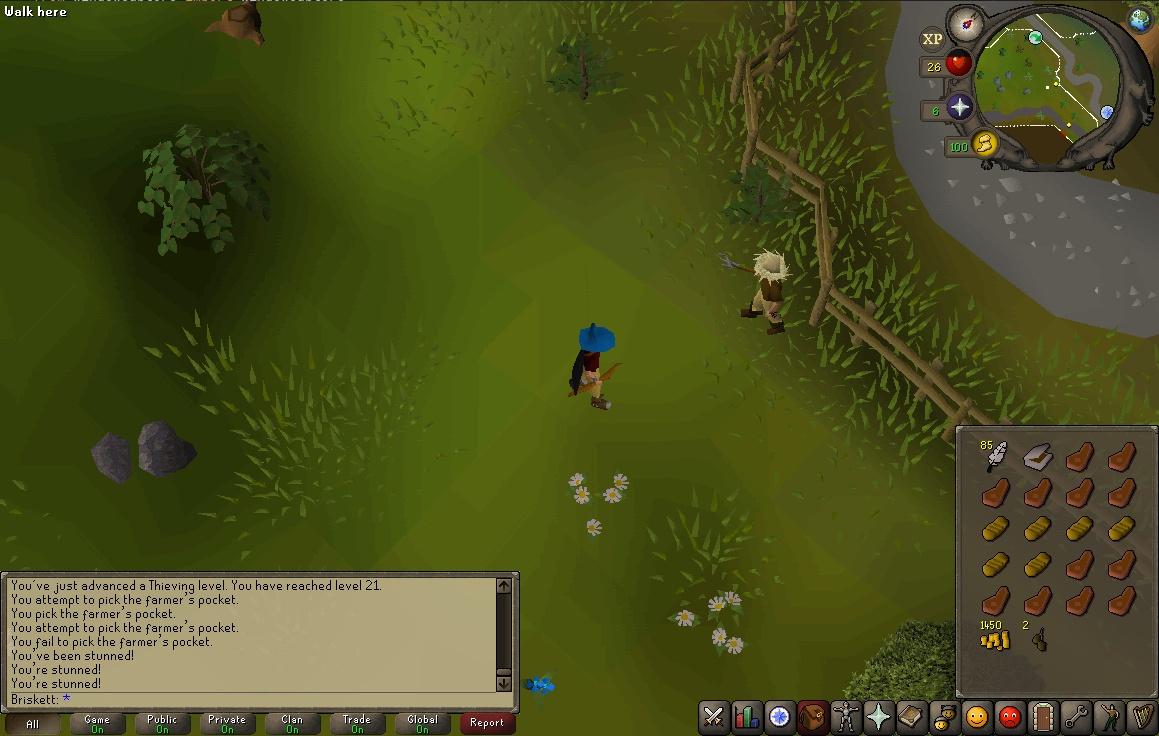 Walk here
XP
26
6
100
85
1450 2
You've just advanced a Thieving level. You have reached level 21.
You attempt to pick the farmer's pocket.
You pick the farmer's pocket.
You attempt to pick the farmer's pocket.
You fail to pick the farmer's pocket.
You've been stunned!
You're stunned!
You're stunned!
Briskett: *
All
Game
On
Public
On
Private
On
Clan
On
Trade
On
Global
On
Report